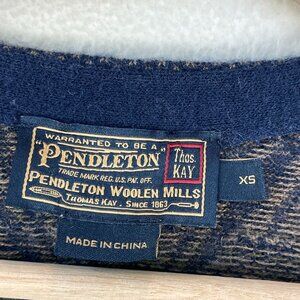 WARRANTED TO BE A
"PENDLETON"
TRADE MARK REG. U.S. PAT. OFF.
PENDLETON WOOLEN MILLS
THOMAS KAY. SINCE 1863
Thos.
KAY
XS
MADE IN CHINA